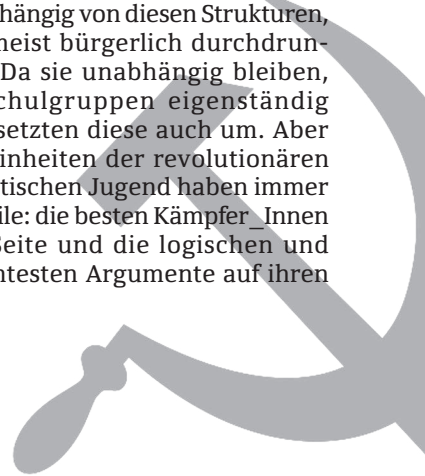 hängig von diesen Strukturen,
neist bürgerlich durchdrun-
Da sie unabhängig bleiben,
chulgruppen eigenständig
setzten diese auch um. Aber
inheiten der revolutionären
tischen Jugend haben immer
ile: die besten Kämpfer_Innen
Seite und die logischen und
ntesten Argumente auf ihren